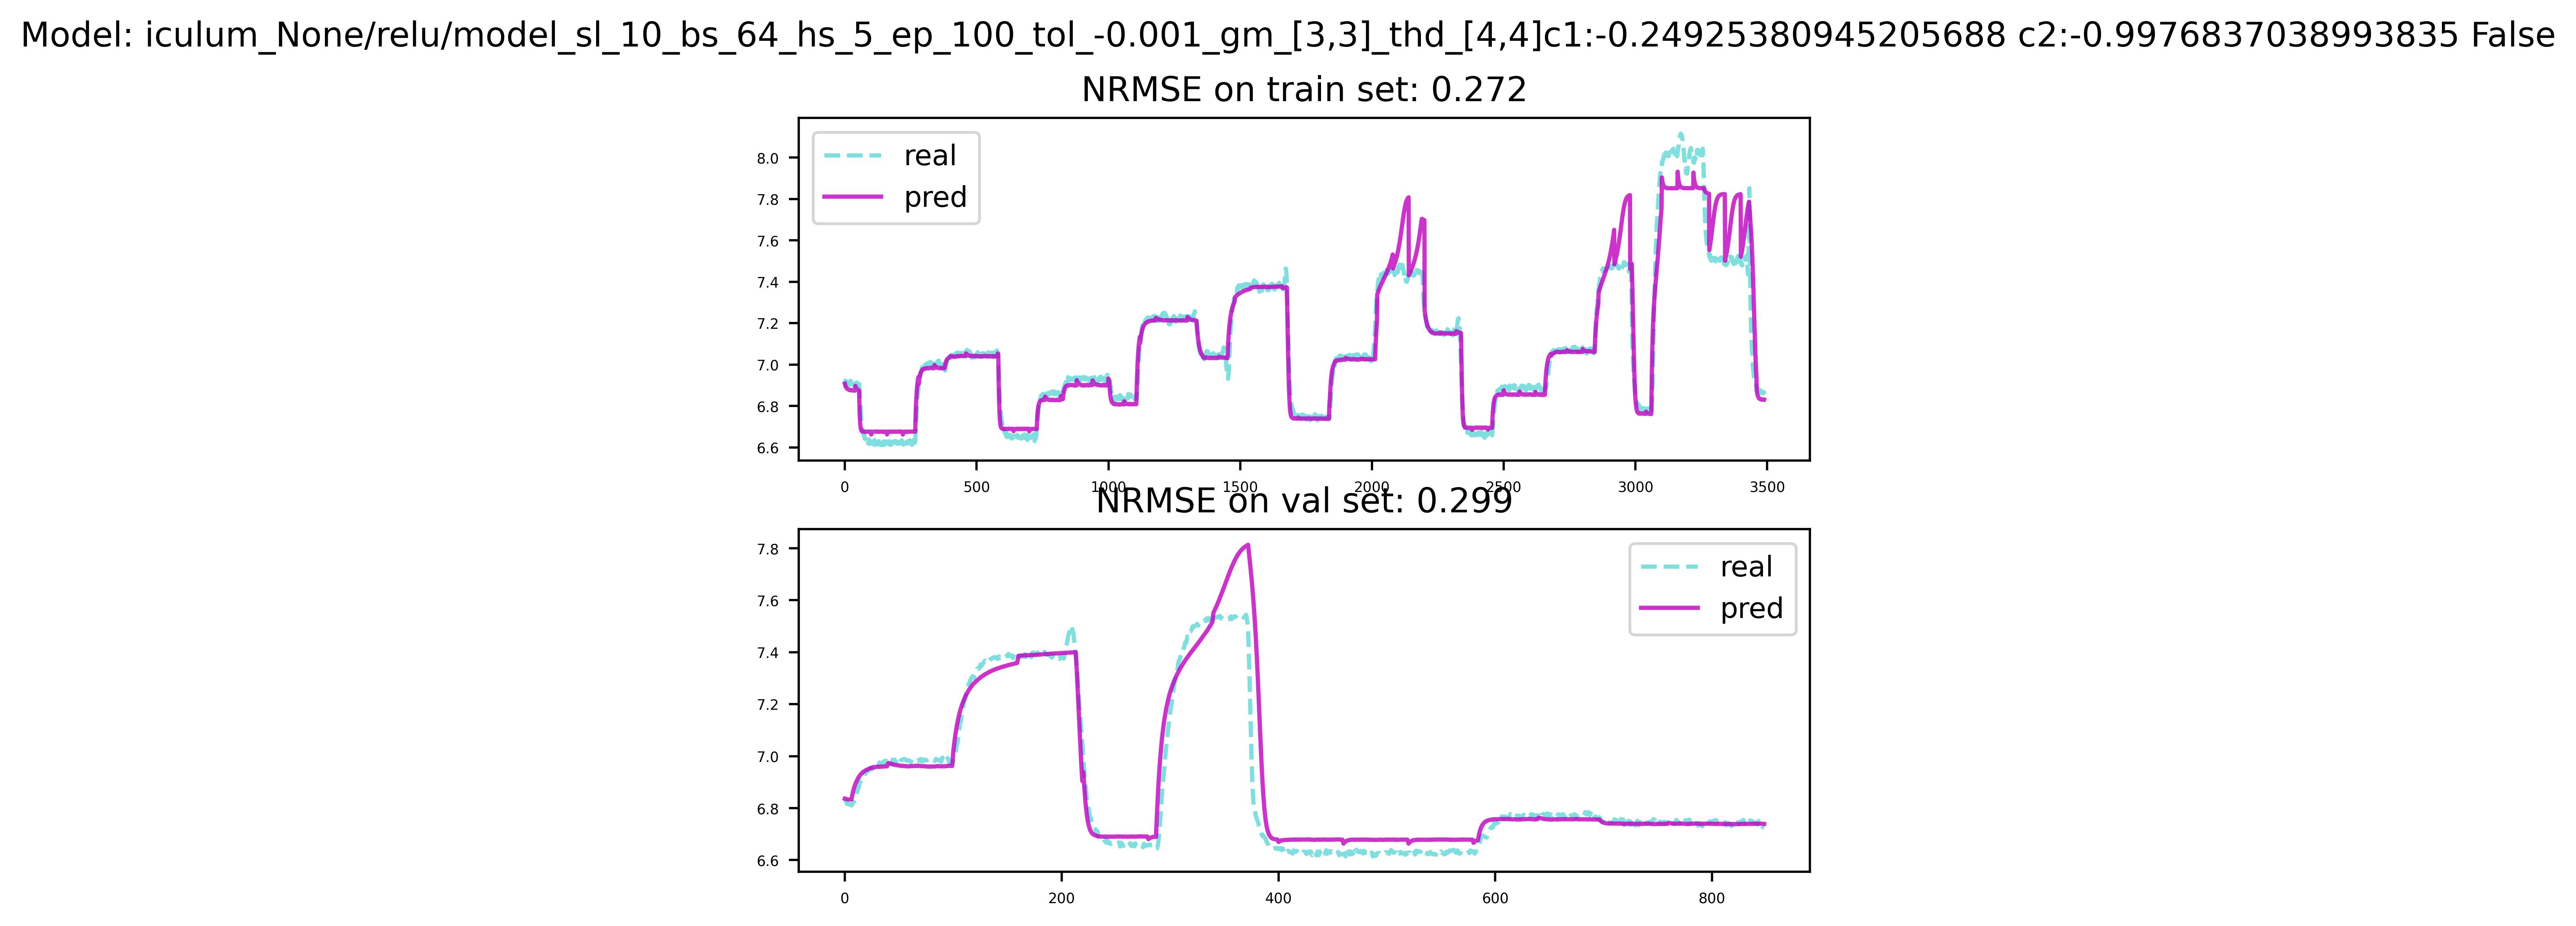 Model: iculum_None/relu/model_sl_10_bs_64_hs_5_ep_100_tol_-0.001_gm_[3,3]_thd_[4,4]c1:-0.24925380945205688 c2:-0.9976837038993835 False
NRMSE on train set: 0.272
real
pred
8.0
7.8
7.6
7.4
7.2
7.0
6.8
6.6
0 500 1000 1500 2000 2500 3000 3500
NRMSE on val set: 0.299
real
pred
7.8
7.6
7.4
7.2
7.0
6.8
6.6
0 200 400 600 800